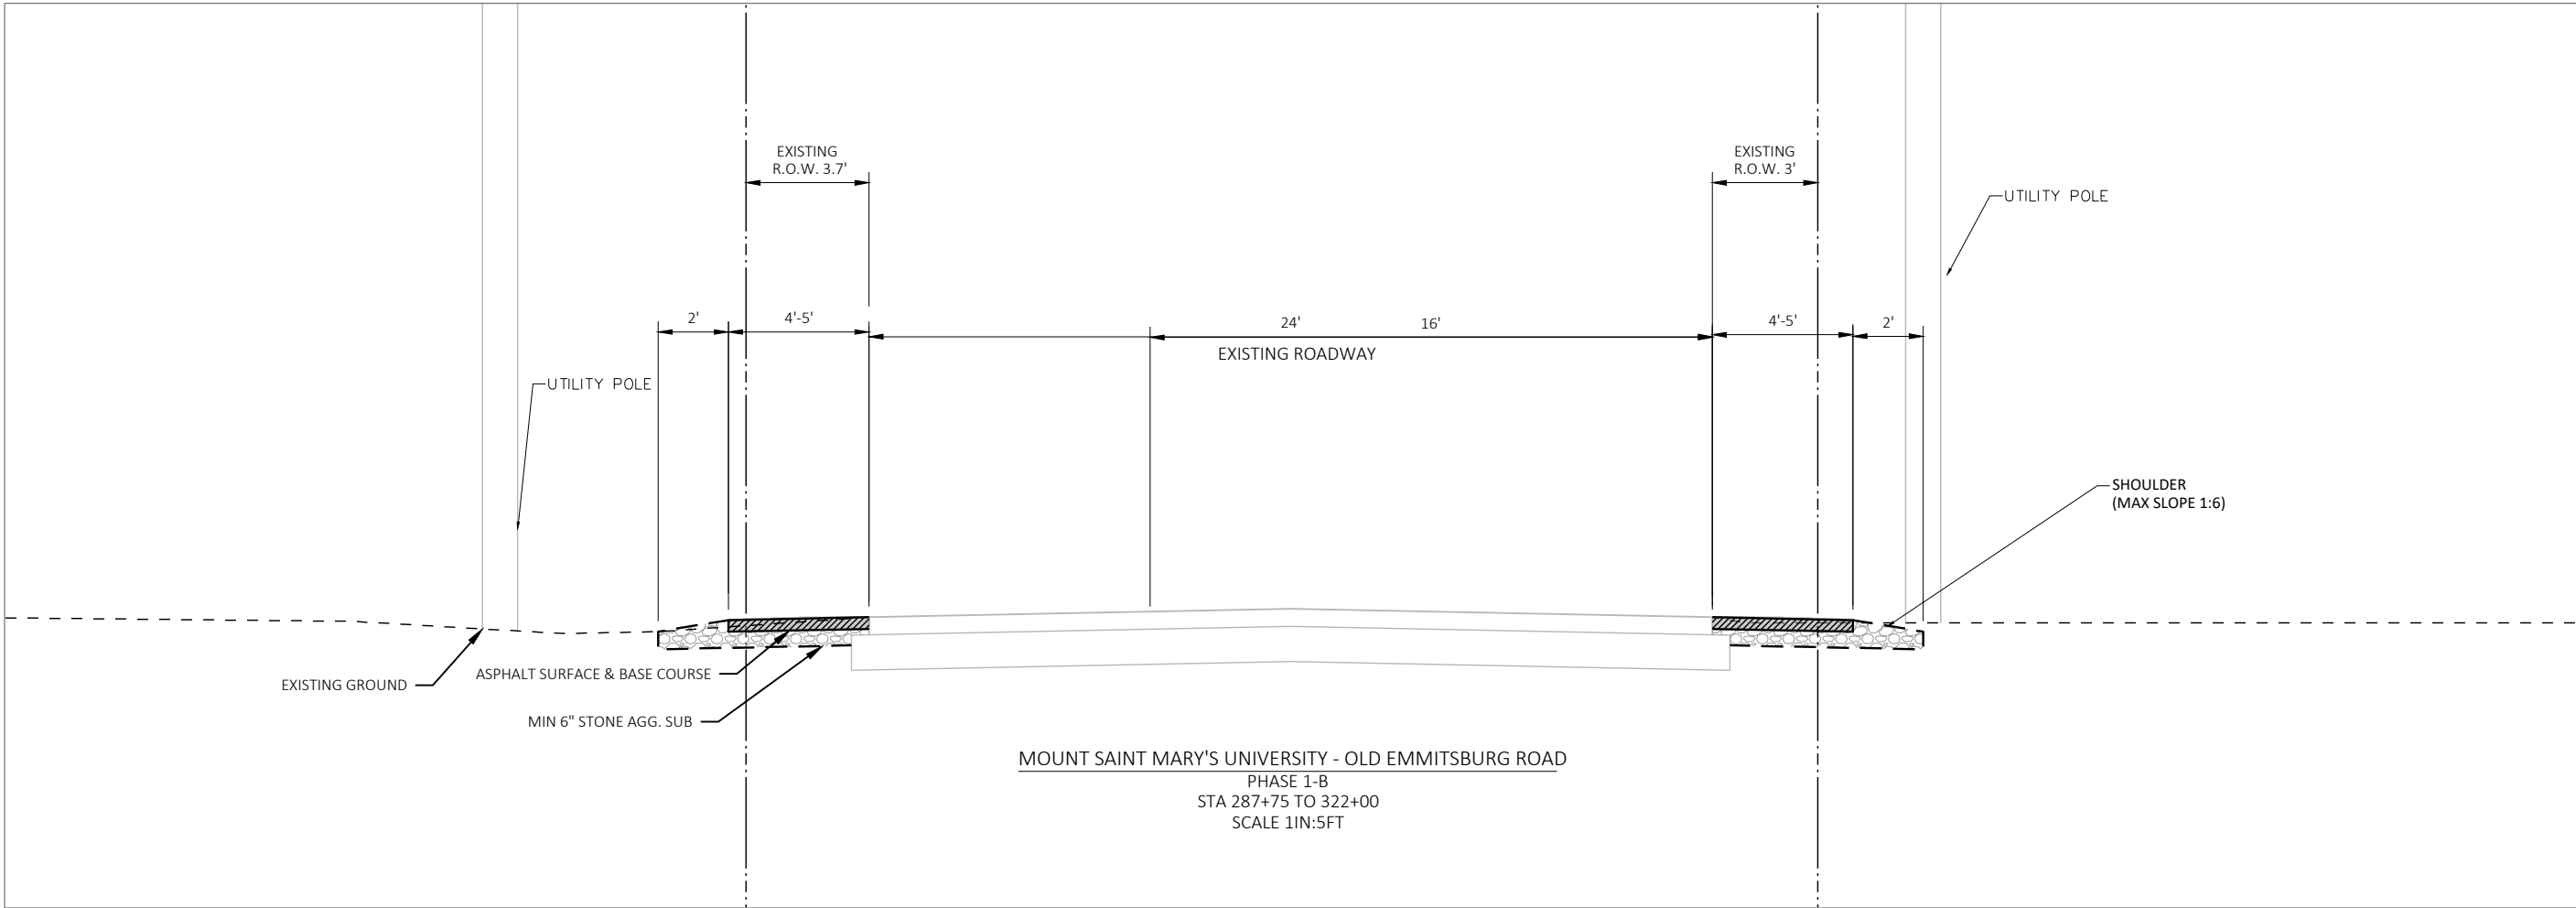 EXISTING
R.O.W. 3.7'
EXISTING
R.O.W. 3'
UTILITY POLE
2'
4'-5'
24'
16'
4'-5'
2'
EXISTING ROADWAY
UTILITY POLE
SHOULDER
(MAX SLOPE 1:6)
ASPHALT SURFACE & BASE COURSE
EXISTING GROUND
MIN 6" STONE AGG. SUB
MOUNT SAINT MARY'S UNIVERSITY - OLD EMMITSBURG ROAD
PHASE 1-B
STA 287+75 TO 322+00
SCALE 1IN:5FT